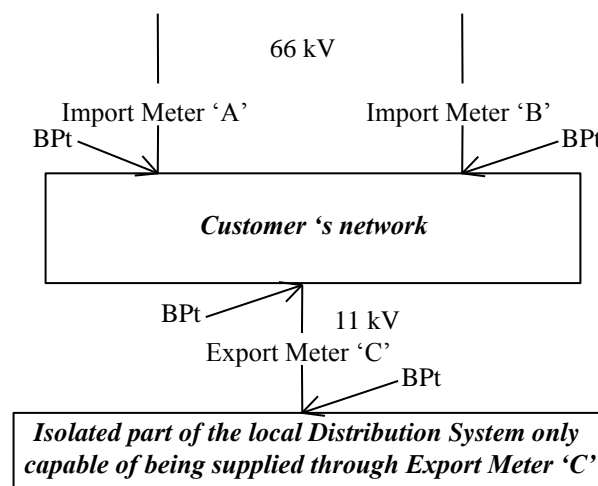 66 kV
Import Meter ‘A’ Import Meter ‘B’
BPt BPt
Customer ‘s network
BPt
11 kV
Export Meter ‘C’
BPt
Isolated part of the local Distribution System only
capable of being supplied through Export Meter ‘C’